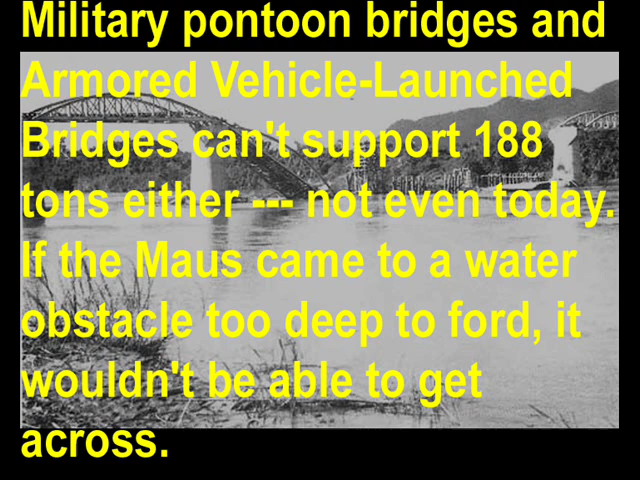 Military pontoon bridges and
Armored Vehicle-Launched
Bridges can't support 188
tons either --- not even today.
If the Maus came to a water
obstacle too deep to ford, it
wouldn't be able to get
across.